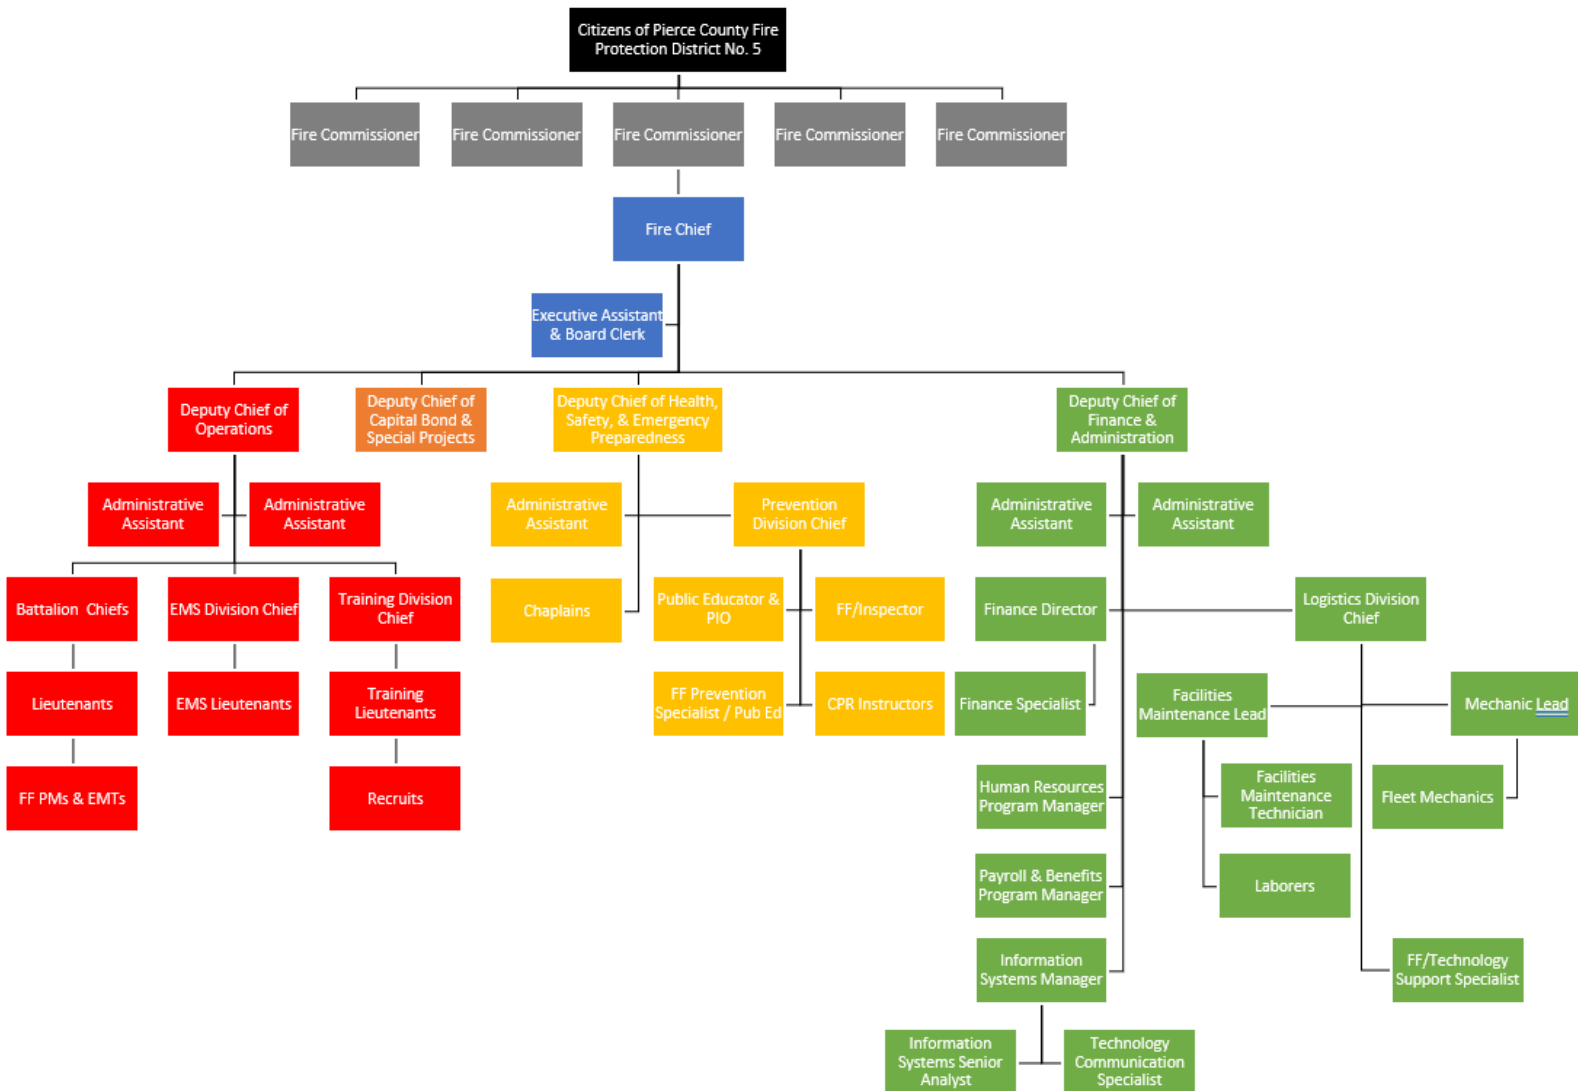 Citizens of Pierce County Fire
Protection District No. 5
Fire Commissioner
Fire Commissioner
Fire Commissioner
Fire Commissioner
Fire Commissioner
Fire Chief
Executive Assistant
& Board Clerk
Deputy Chief of
Operations
Deputy Chief of
Capital Bond &
Special Projects
Deputy Chief of Health,
Safety, & Emergency
Preparedness
Deputy Chief of
Finance &
Administration
Administrative
Assistant
Administrative
Assistant
Administrative
Assistant
Prevention
Division Chief
Administrative
Assistant
Administrative
Assistant
Battalion Chiefs
EMS Division Chief
Training Division
Chief
Chaplains
Public Educator &
PIO
FF/Inspector
Finance Director
Logistics Division
Chief
Lieutenants
EMS Lieutenants
Training
Lieutenants
FF Prevention
Specialist / Pub Ed
CPR Instructors
Finance Specialist
Facilities
Maintenance Lead
Mechanic Lead
FF PMs & EMTs
Recruits
Human Resources
Program Manager
Facilities
Maintenance
Technician
Fleet Mechanics
Payroll & Benefits
Program Manager
Laborers
Information
Systems Manager
FF/Technology
Support Specialist
Information
Systems Senior
Analyst
Technology
Communication
Specialist